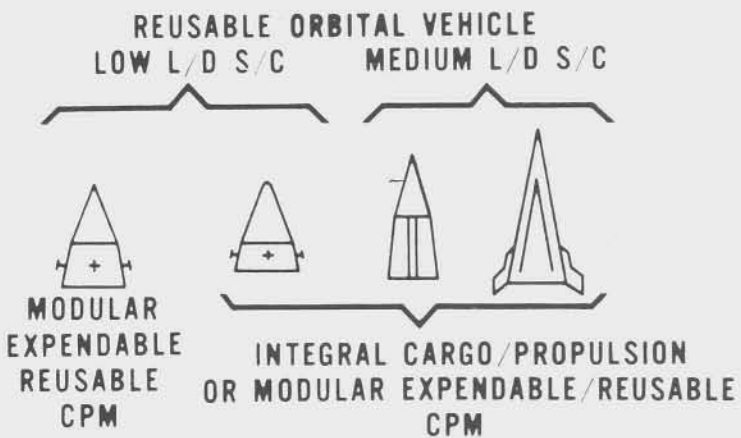 REUSABLE ORBITAL VEHICLE
LOW L/D S/C
MEDIUM L/D S/C
MODULAR
EXPENDABLE
REUSABLE
CPM
INTEGRAL CARGO/PROPULSION
OR MODULAR EXPENDABLE/REUSABLE
CPM